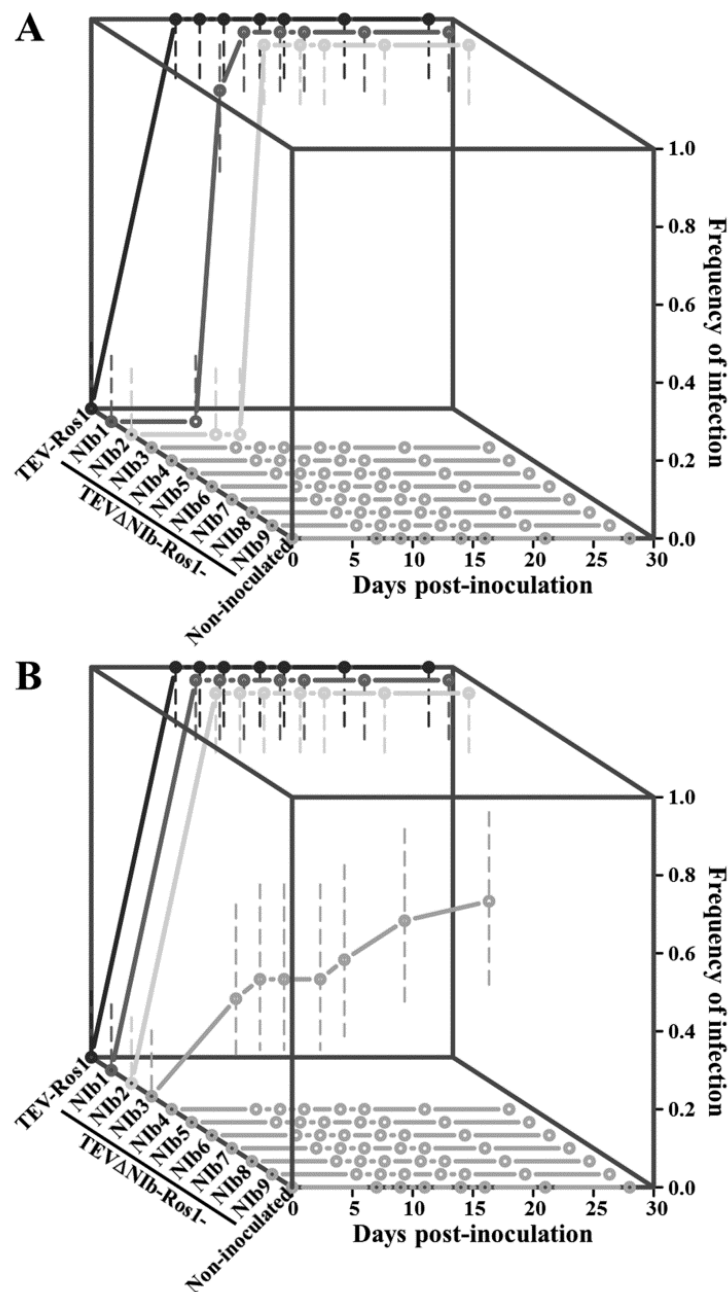 A
1.0
0.8
0.6
0.4
0.2
0.0
Frequency of infection
TEV-Ros1
NIb1
NIb2
NIb3
NIb4
NIb5
NIb6
NIb7
NIb8
NIb9
TEVΔNIb-Ros1-
Non-inoculated
0 5 10 15 20 25 30
Days post-inoculation
B
1.0
0.8
0.6
0.4
0.2
0.0
Frequency of infection
TEV-Ros1
NIb1
NIb2
NIb3
NIb4
NIb5
NIb6
NIb7
NIb8
NIb9
TEVΔNIb-Ros1-
Non-inoculated
0 5 10 15 20 25 30
Days post-inoculation